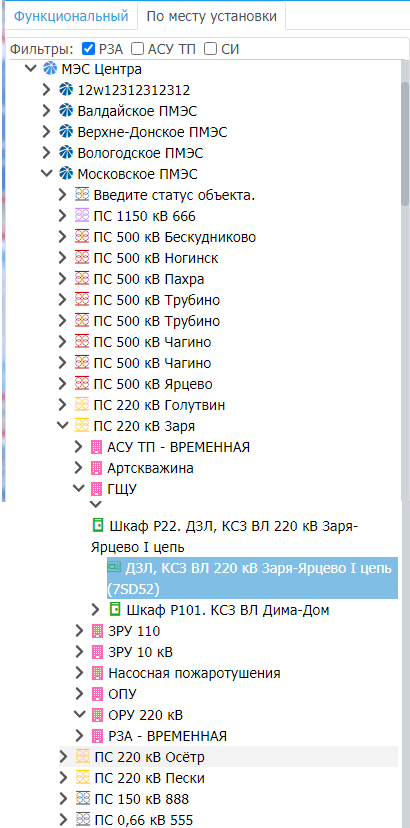 Функциональный По месту установки
Фильтры: РЗА АСУ ТП СИ
МЭС Центра
12w12312312312
Валдайское ПМЭС
Верхне-Донское ПМЭС
Вологодское ПМЭС
Московское ПМЭС
Введите статус объекта.
ПС 1150 кВ 666
ПС 500 кВ Бескудниково
ПС 500 кВ Ногинск
ПС 500 кВ Пахра
ПС 500 кВ Трубино
ПС 500 кВ Трубино
ПС 500 кВ Чагино
ПС 500 кВ Чагино
ПС 500 кВ Ярцево
ПС 220 кВ Голутвин
ПС 220 кВ Заря
АСУ ТП - ВРЕМЕННАЯ
Артскважина
ГЩУ
Шкаф Р22. ДЗЛ, КСЗ ВЛ 220 кВ Заря-
Ярцево I цепь
ДЗЛ, КСЗ ВЛ 220 кВ Заря-Ярцево I цепь
(7SD52)
Шкаф Р101. КСЗ ВЛ Дима-Дом
ЗРУ 110
ЗРУ 10 кВ
Насосная пожаротушения
ОПУ
ОРУ 220 кВ
РЗА - ВРЕМЕННАЯ
ПС 220 кВ Осётр
ПС 220 кВ Пески
ПС 150 кВ 888
ПС 0,66 кВ 555